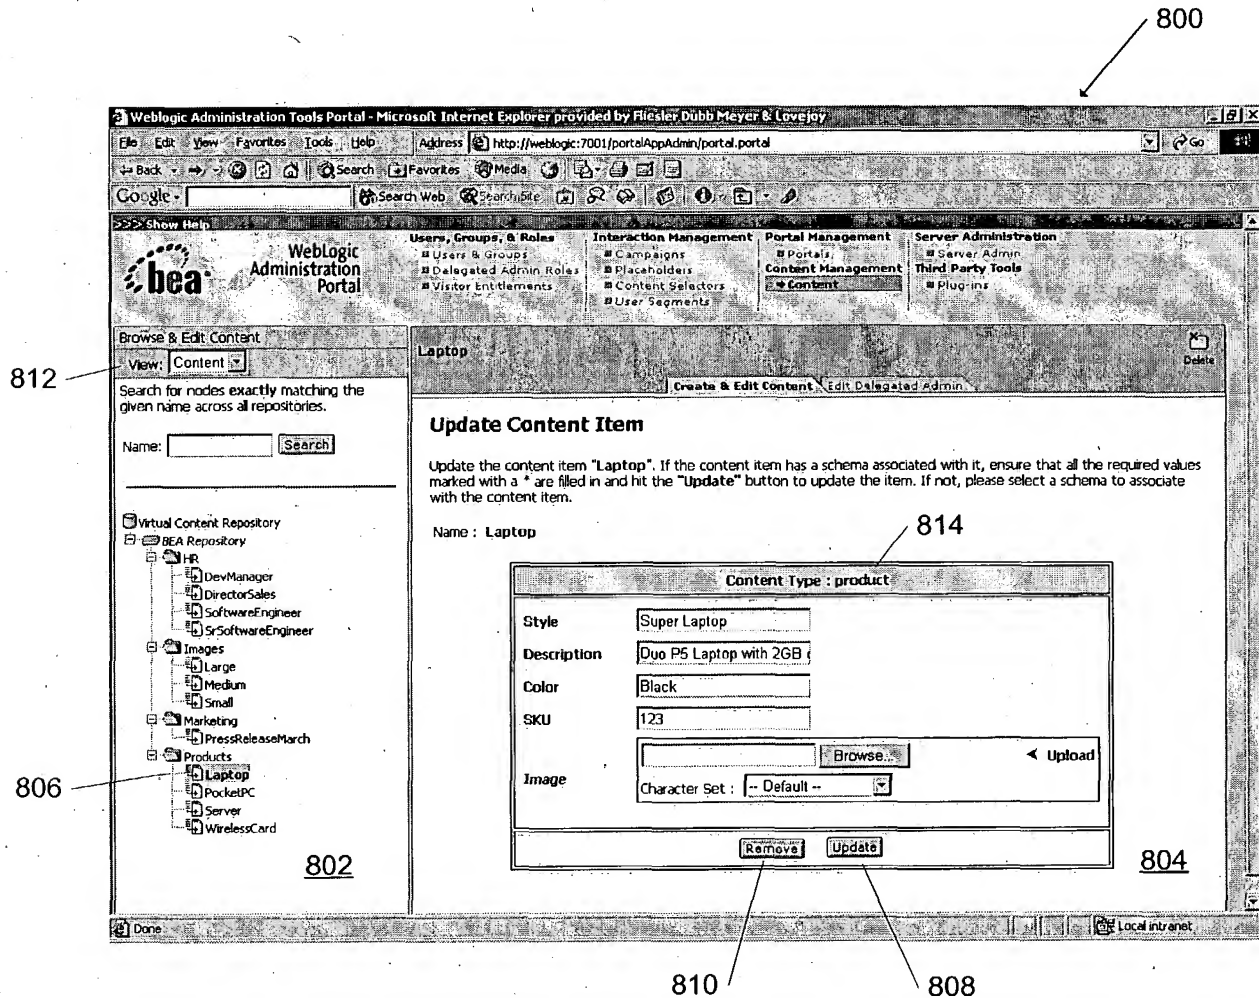 800
Weblogic Administration Tools Portal - Microsoft Internet Explorer provided by Fliesler Dubb Meyer & Lovejoy
File Edit View Favorites Tools Help Address http://weblogic:7001/portalAppAdmin/portal.portal Go
Back Search Favorites Media
Google Search Web SearchSite
>>> Show Help
bea
WebLogic
Administration
Portal
Users, Groups, & Roles
Users & Groups
Delegated Admin Roles
Visitor Entitlements
Interaction Management
Campaigns
Placeholders
Content Selectors
User Segments
Portal Management
Portals
Content Management
Content
Server Administration
Server Admin
Third Party Tools
Plug-ins
Browse & Edit Content
812
View: Content
Search for nodes exactly matching the
given name across all repositories.
Name: Search
Virtual Content Repository
BEA Repository
HR
DevManager
DirectorSales
SoftwareEngineer
SrSoftwareEngineer
Images
Large
Medium
Small
Marketing
PressReleaseMarch
Products
806
Laptop
PocketPC
Server
WirelessCard
802
Laptop
Delete
Create & Edit Content Edit Delegated Admin
Update Content Item
Update the content item "Laptop". If the content item has a schema associated with it, ensure that all the required values
marked with a * are filled in and hit the "Update" button to update the item. If not, please select a schema to associate
with the content item.
Name : Laptop
814
Content Type : product
Style Super Laptop
Description Duo P5 Laptop with 2GB
Color Black
SKU 123
Browse... Upload
Image
Character Set : -- Default --
Remove Update
804
Done Local intranet
810 808